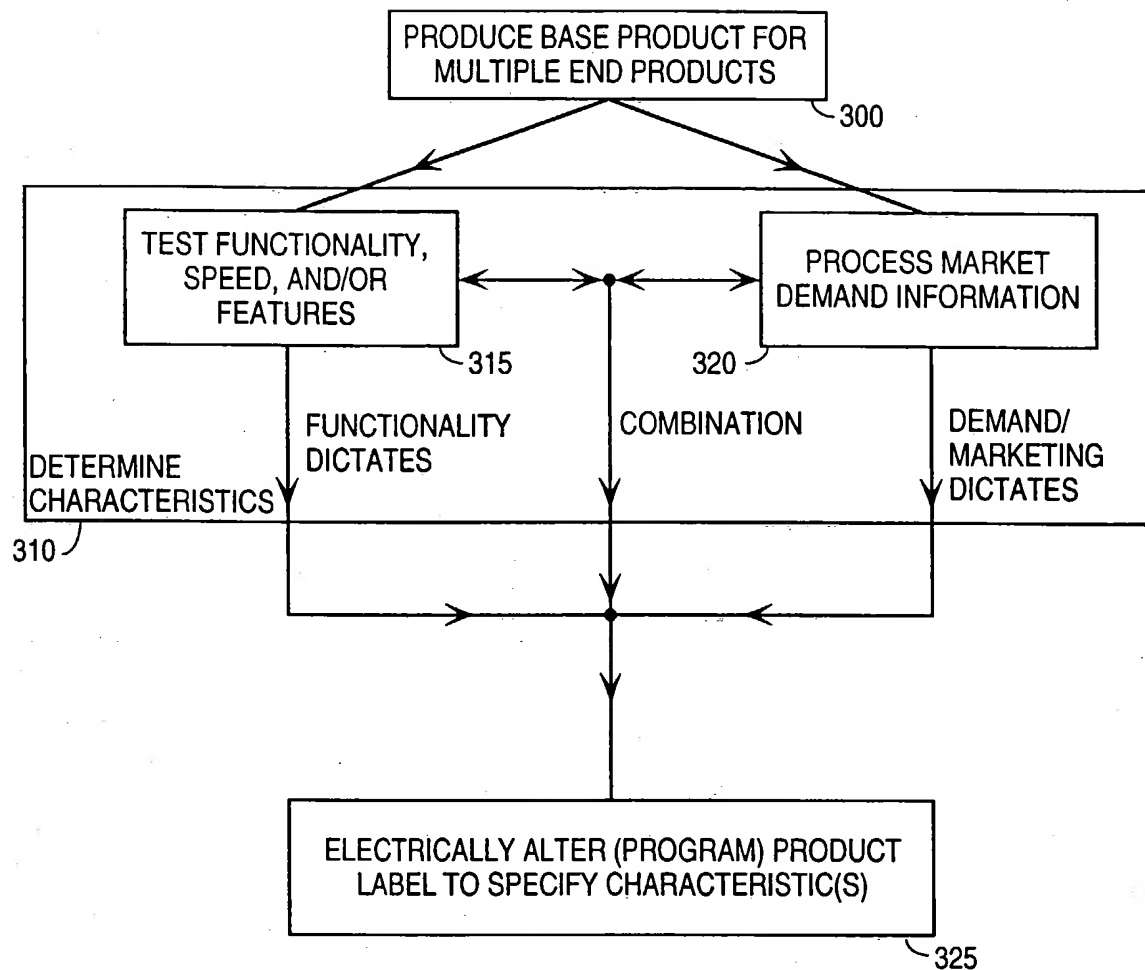 PRODUCE BASE PRODUCT FOR
MULTIPLE END PRODUCTS
300
TEST FUNCTIONALITY,
SPEED, AND/OR
FEATURES
315
PROCESS MARKET
DEMAND INFORMATION
320
FUNCTIONALITY
DICTATES
COMBINATION
DEMAND/
MARKETING
DICTATES
DETERMINE
CHARACTERISTICS
310
ELECTRICALLY ALTER (PROGRAM) PRODUCT
LABEL TO SPECIFY CHARACTERISTIC(S)
325